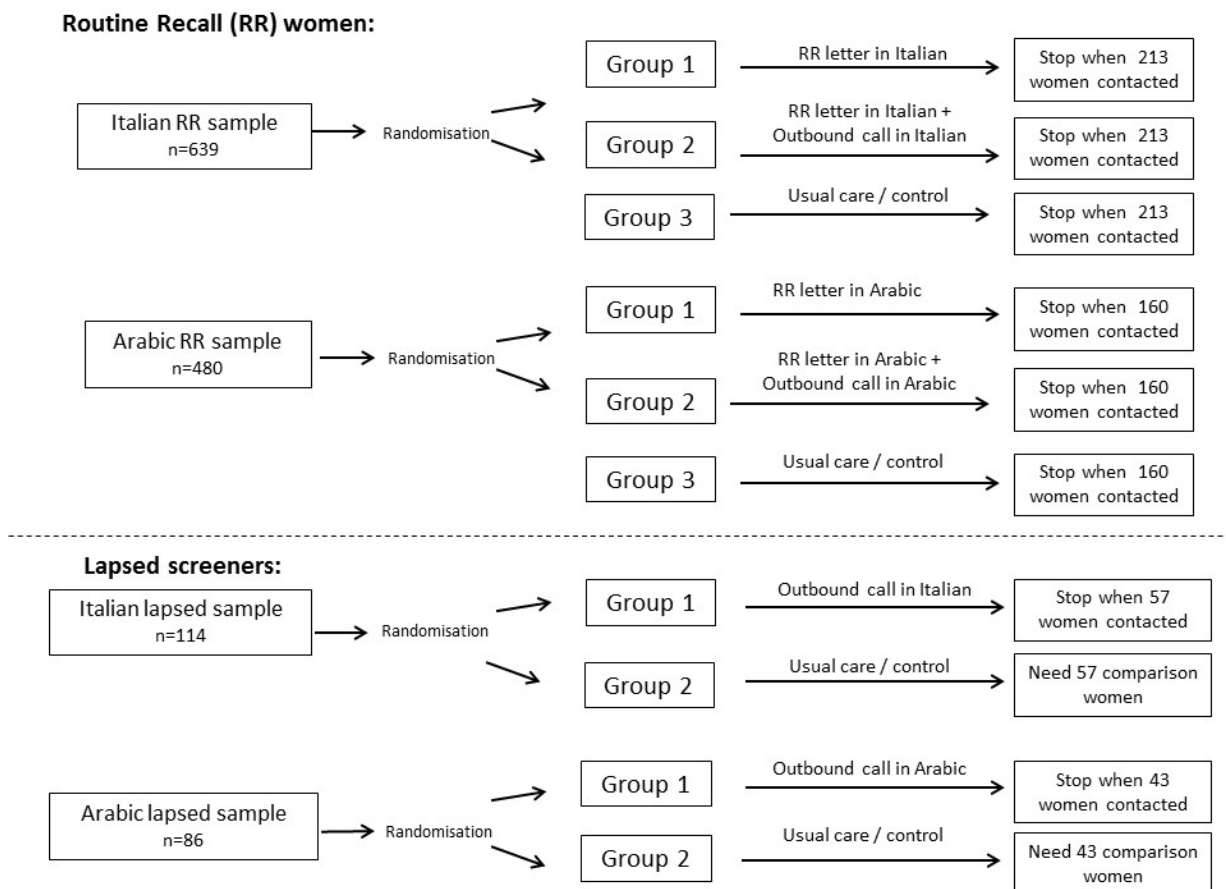 Routine Recall (RR) women:
Italian RR sample
n=639
Randomisation
Group 1
RR letter in Italian
Stop when 213
women contacted
Group 2
RR letter in Italian +
Outbound call in Italian
Stop when 213
women contacted
Group 3
Usual care / control
Stop when 213
women contacted
Arabic RR sample
n=480
Randomisation
Group 1
RR letter in Arabic
Stop when 160
women contacted
Group 2
RR letter in Arabic +
Outbound call in Arabic
Stop when 160
women contacted
Group 3
Usual care / control
Stop when 160
women contacted
Lapsed screeners:
Italian lapsed sample
n=114
Randomisation
Group 1
Outbound call in Italian
Stop when 57
women contacted
Group 2
Usual care / control
Need 57 comparison
women
Arabic lapsed sample
n=86
Randomisation
Group 1
Outbound call in Arabic
Stop when 43
women contacted
Group 2
Usual care / control
Need 43 comparison
women